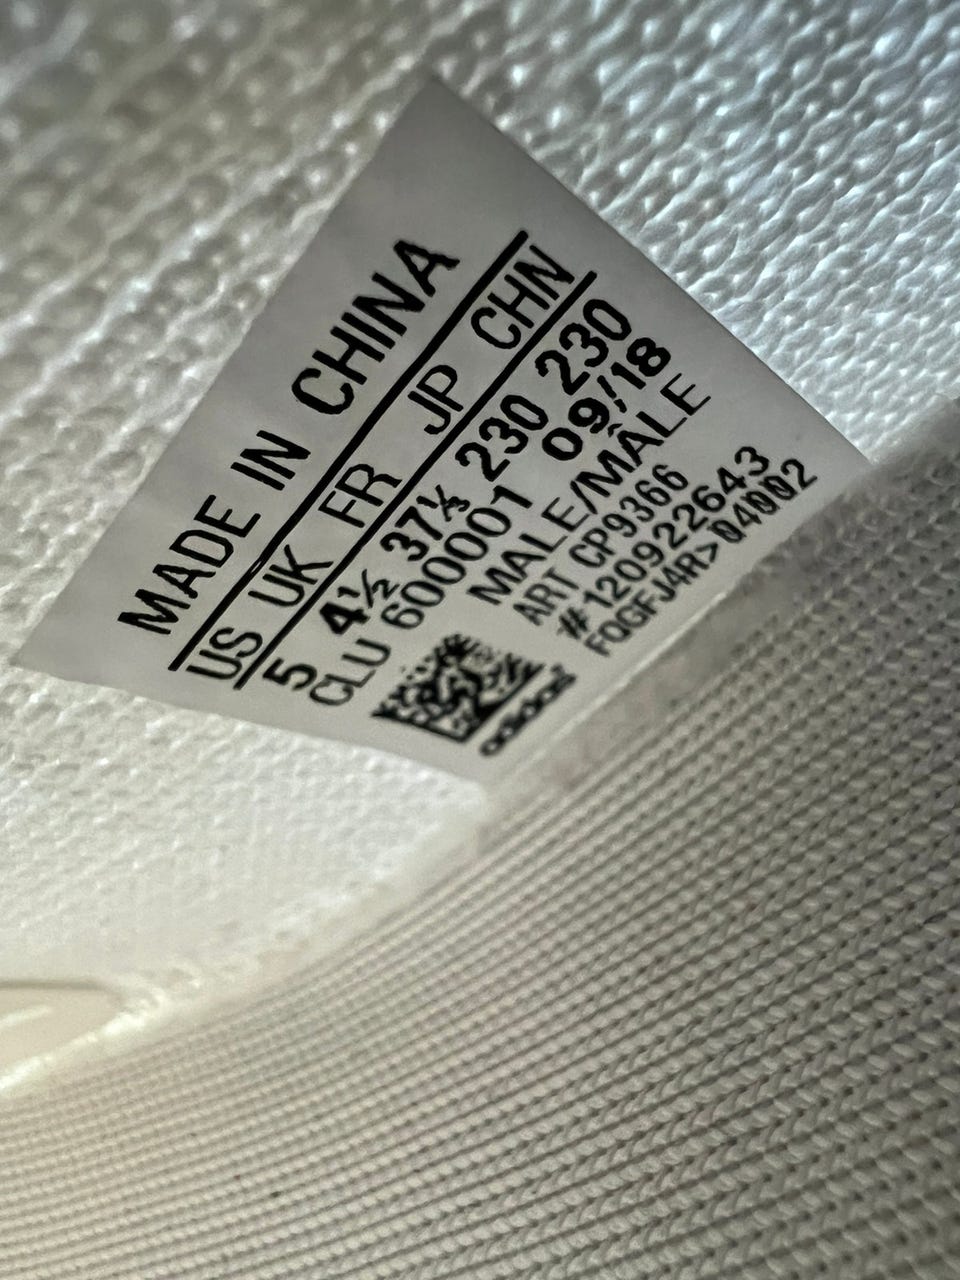 MADE IN CHINA
US UK FR JP CHN
5 4½ 37⅓ 230 230
CLU 600001 09/18
MALE/MÂLE
ART CP9366
#120922643
FQGFJ4R> 04002
adidas